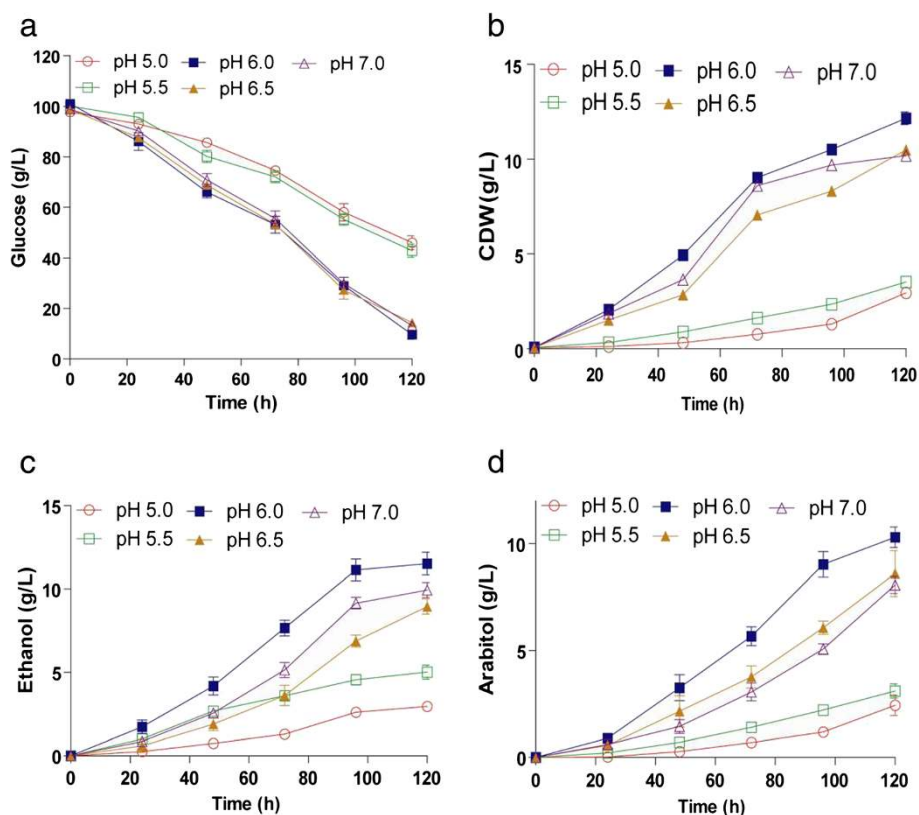 a
pH 5.0 pH 6.0 pH 7.0
pH 5.5 pH 6.5
120
100
80
60
40
20
0
Glucose (g/L)
0 20 40 60 80 100 120
Time (h)
b
pH 5.0 pH 6.0 pH 7.0
pH 5.5 pH 6.5
15
10
5
0
CDW (g/L)
0 20 40 60 80 100 120
Time (h)
c
pH 5.0 pH 6.0 pH 7.0
pH 5.5 pH 6.5
15
10
5
0
Ethanol (g/L)
0 20 40 60 80 100 120
Time (h)
d
pH 5.0 pH 6.0 pH 7.0
pH 5.5 pH 6.5
10
5
0
Arabitol (g/L)
0 20 40 60 80 100 120
Time (h)